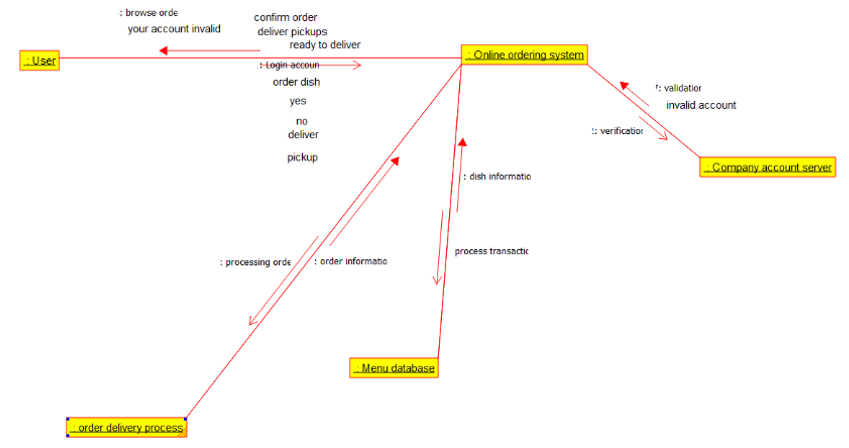 : browse orde
confirm order
your account invalid
deliver pickups
ready to deliver
.: User
.: Online ordering system
.: Login accoun
order dish
yes
no
deliver
pickup
: validation
invalid account
: verification
.: Company account server
: dish informatio
: processing orde
: order informatio
process transactio
.: Menu database
: order delivery process